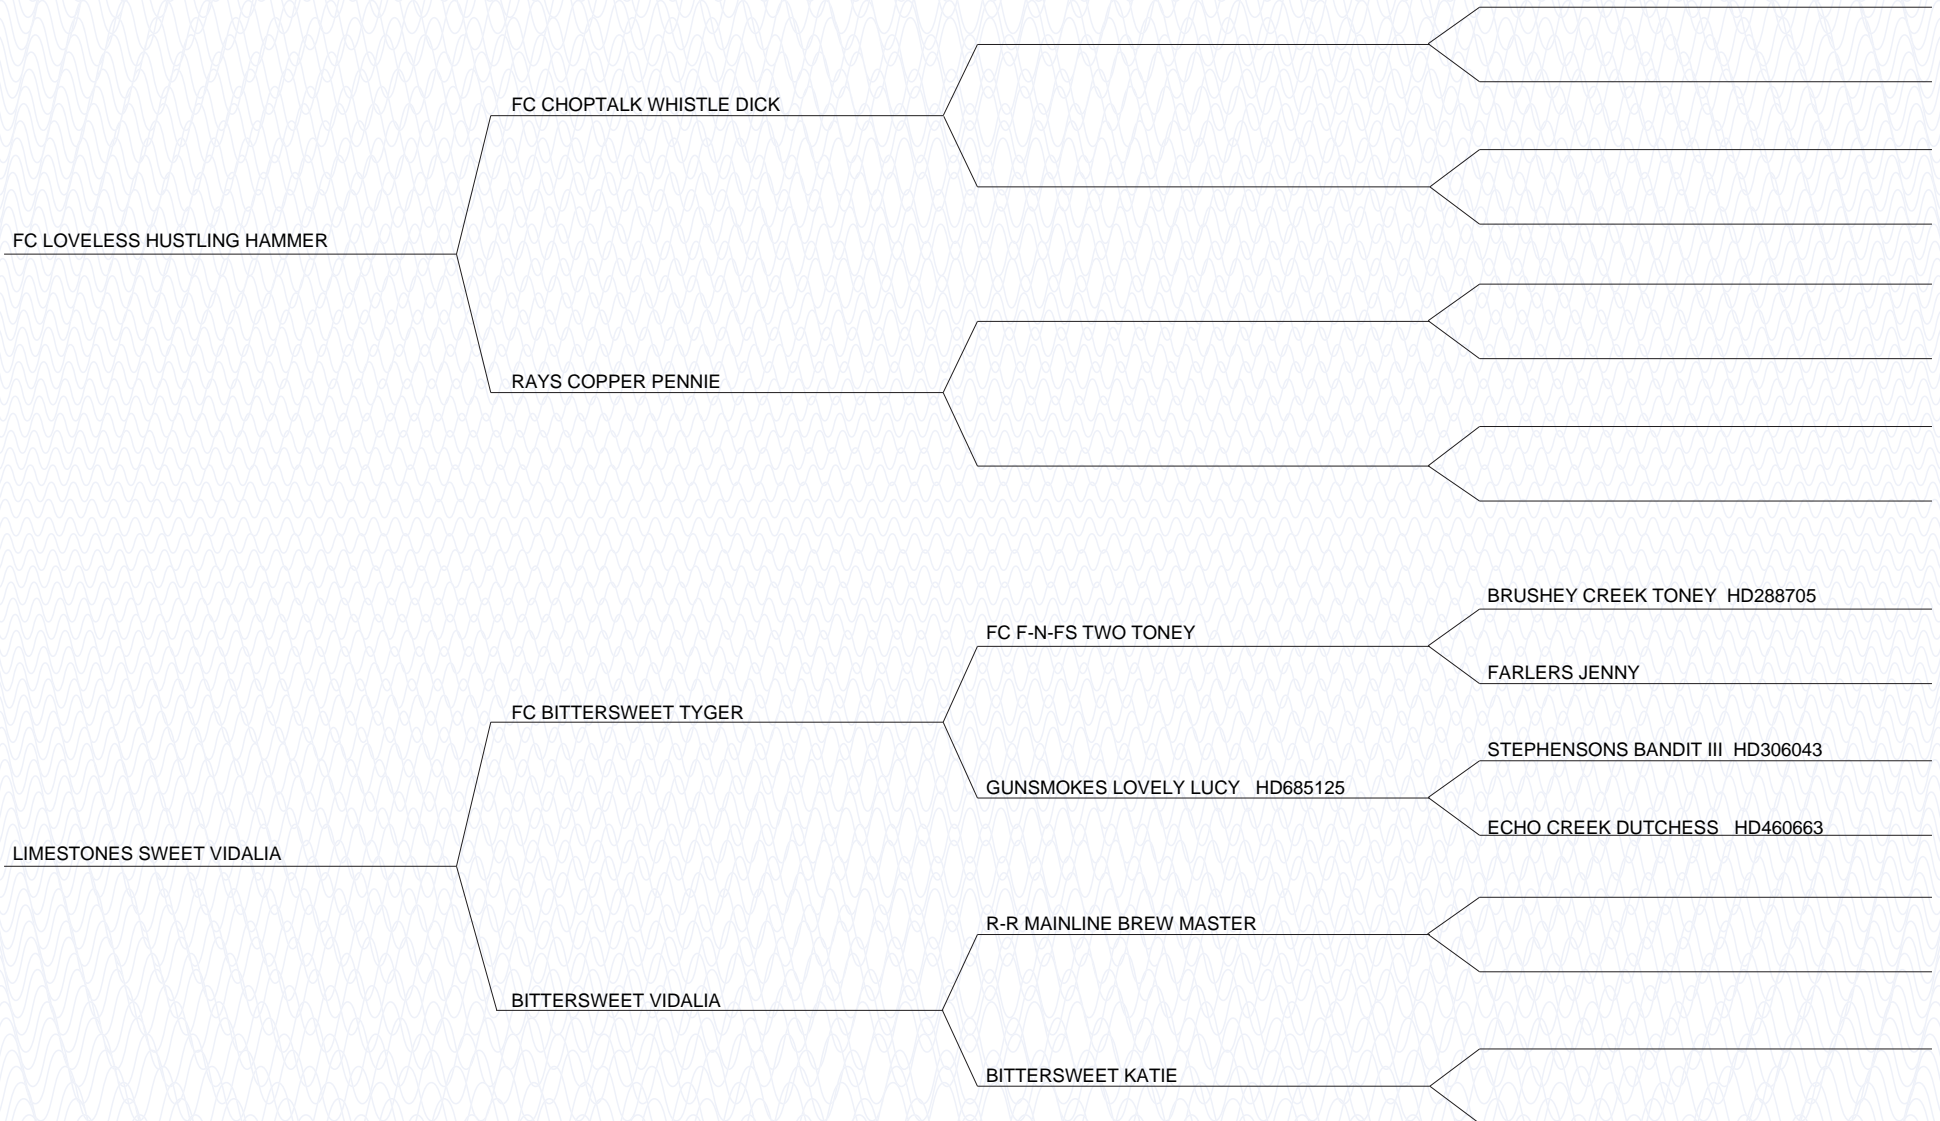 FC CHOPTALK WHISTLE DICK
FC LOVELESS HUSTLING HAMMER
RAYS COPPER PENNIE
BRUSHEY CREEK TONEY HD288705
FC F-N-FS TWO TONEY
FARLERS JENNY
FC BITTERSWEET TYGER
STEPHENSONS BANDIT III HD306043
GUNSMOKES LOVELY LUCY HD685125
ECHO CREEK DUTCHESS HD460663
LIMESTONES SWEET VIDALIA
R-R MAINLINE BREW MASTER
BITTERSWEET VIDALIA
BITTERSWEET KATIE